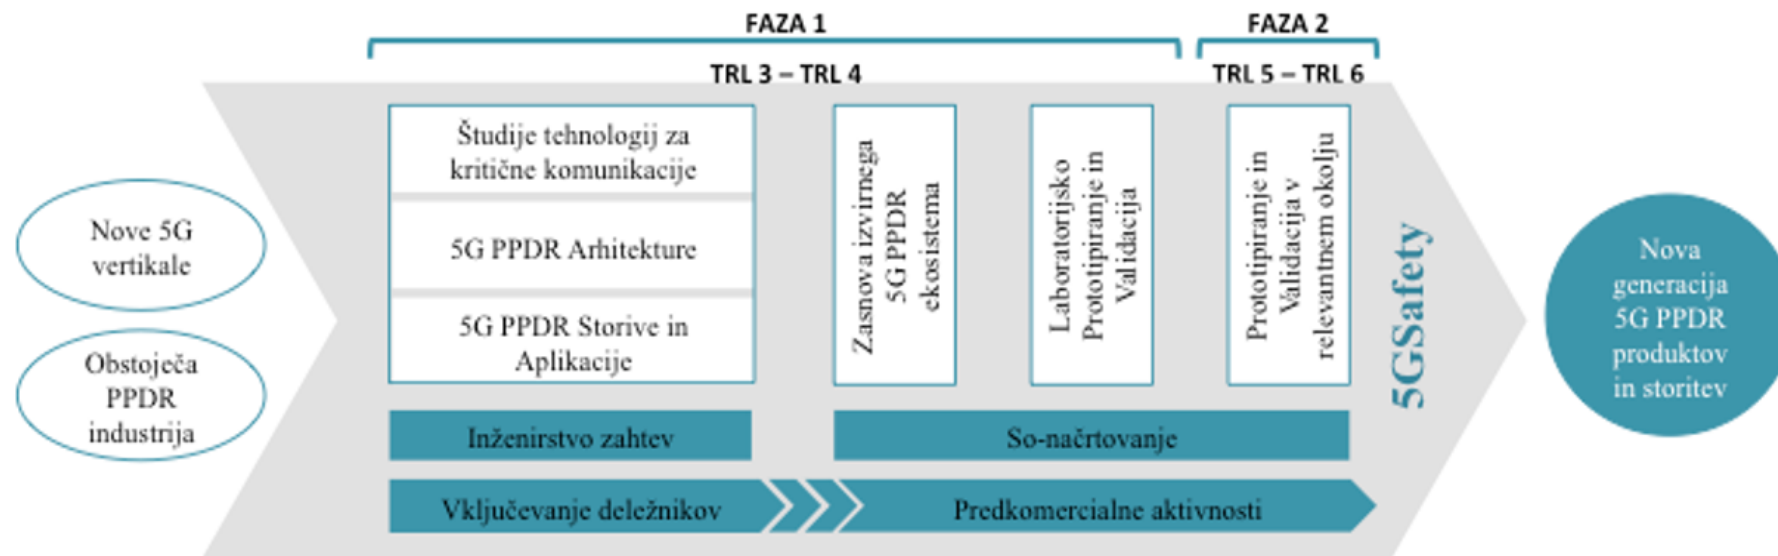 FAZA 1
FAZA 2
TRL 3 – TRL 4
TRL 5 – TRL 6
Nove 5G
vertikale
Obstoječa
PPDR
industrija
Študije tehnologij za
kritične komunikacije
5G PPDR Arhitekture
5G PPDR Storive in
Aplikacije
Zasnova izvirnega
5G PPDR
ekosistema
Laboratorijsko
Prototipiranje in
Validacija
Prototipiranje in
Validacija v
relevantnem okolju
5GSafety
Nova
generacija
5G PPDR
produktov
in storitev
Inženirstvo zahtev
So-načrtovanje
Vključevanje deležnikov
Predkomercialne aktivnosti